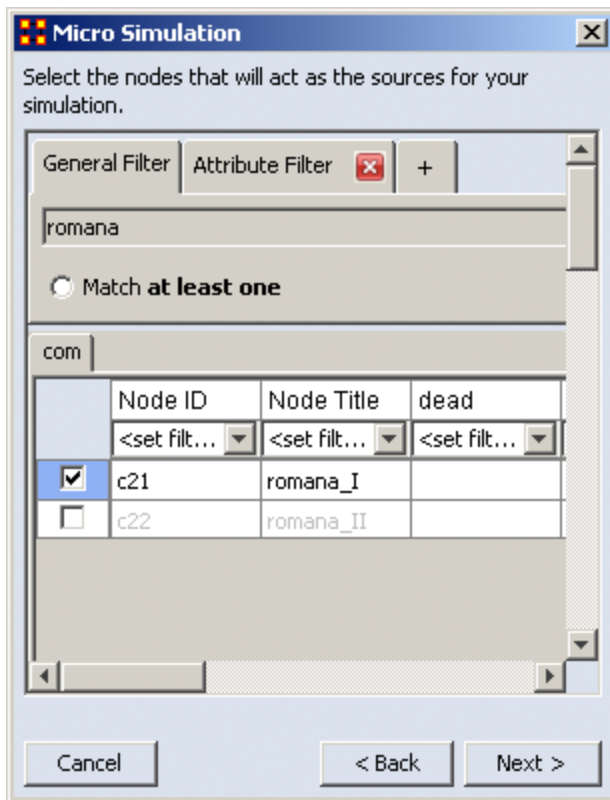 Micro Simulation
Select the nodes that will act as the sources for your
simulation.
General Filter Attribute Filter +
romana
Match at least one
com
Node ID Node Title dead
<set filt... <set filt... <set filt...
c21 romana_I
c22 romana_II
Cancel < Back Next >